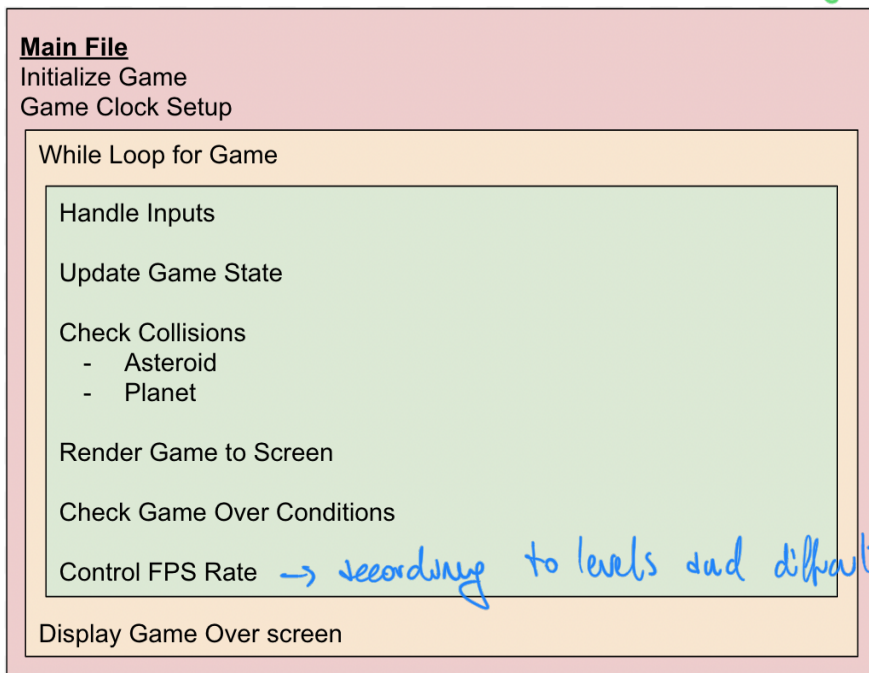 Main File
Initialize Game
Game Clock Setup
While Loop for Game
Handle Inputs
Update Game State
Check Collisions
- Asteroid
- Planet
Render Game to Screen
Check Game Over Conditions
Control FPS Rate → according to levels and
Display Game Over screen